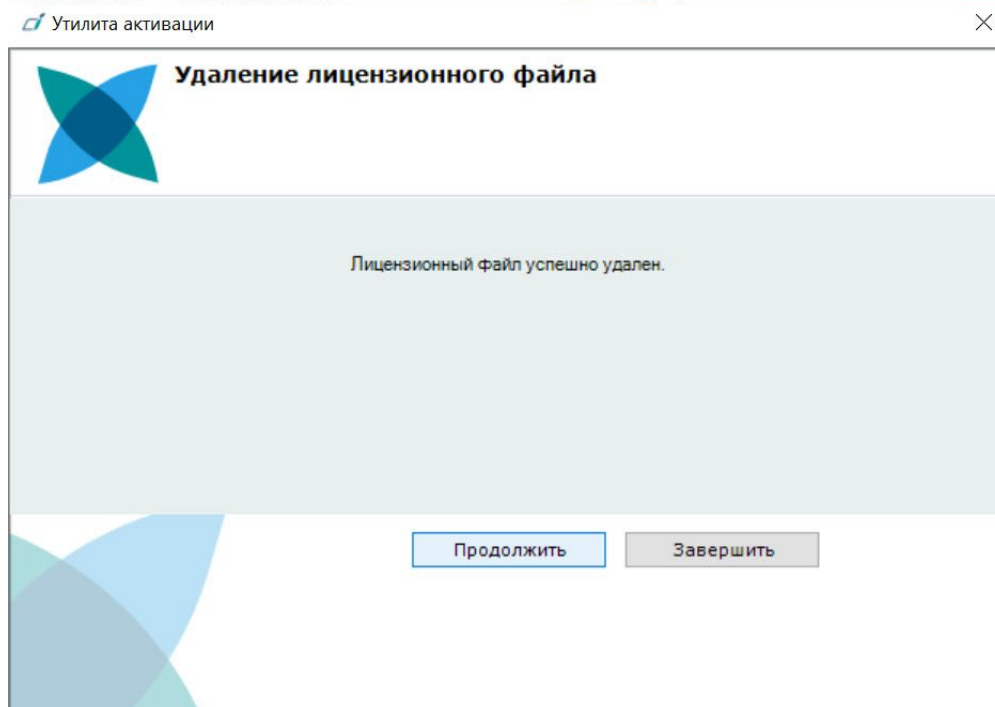 Утилита активации
Удаление лицензионного файла
Лицензионный файл успешно удален.
Продолжить
Завершить